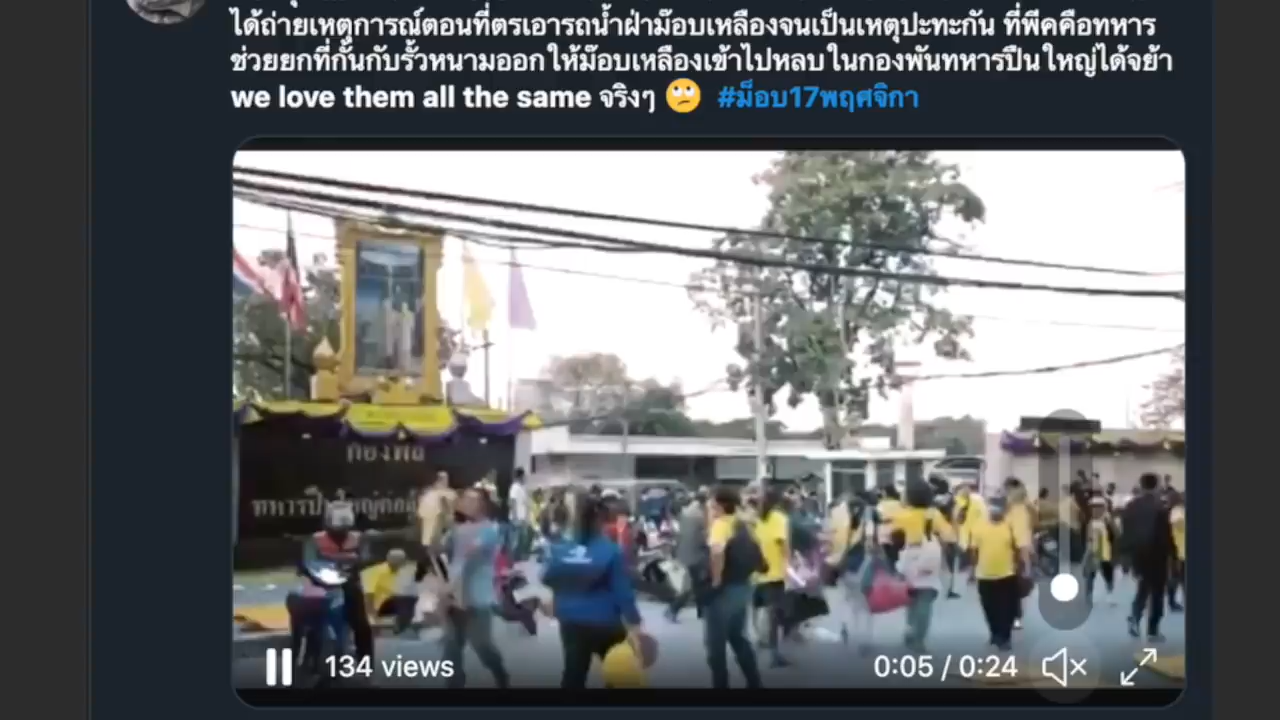 ได้ถ่ายเหตุการณ์ตอนที่ตรเอารถน้ำฝ่าม๊อบเหลืองจนเป็นเหตุปะทะกัน ที่พีคคือทหาร
ช่วยยกที่กั้นกับรั้วหนามออกให้ม๊อบเหลืองเข้าไปหลบในกองพันทหารปืนใหญ่ได้จย้า
we love them all the same จริงๆ 🙄 #ม็อบ17พฤศจิกา
กองพัน
134 views
0:05 / 0:24